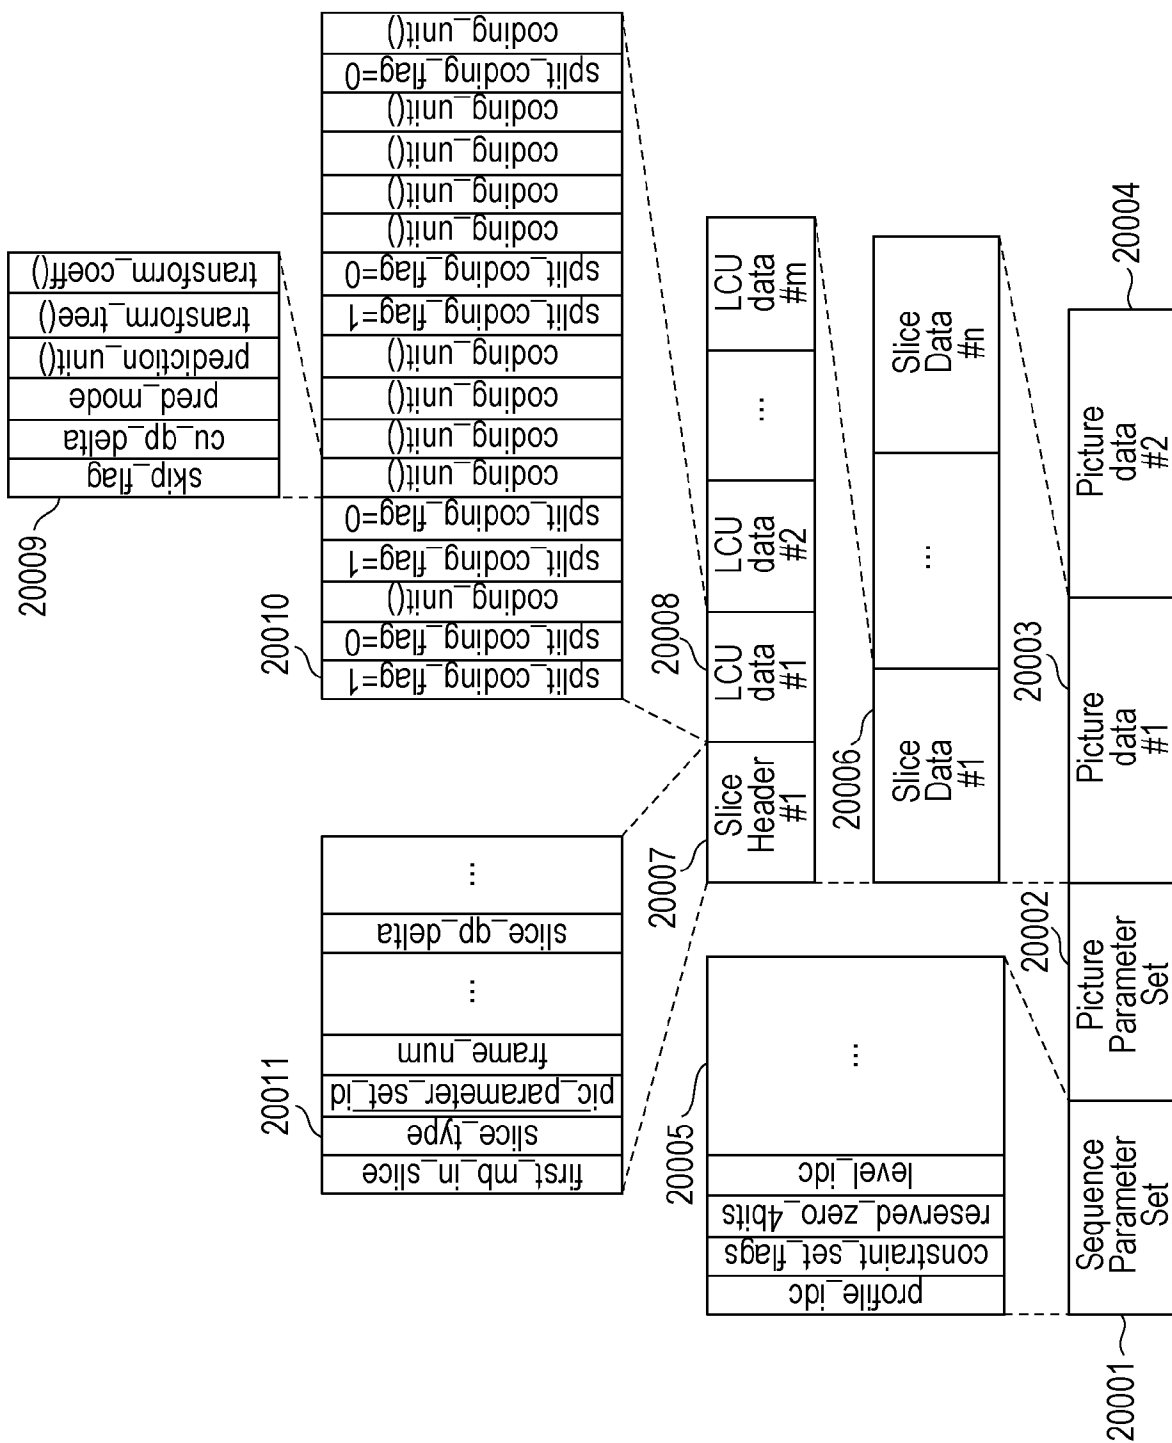 20001
Sequence
Parameter
Set
20002
Picture
Parameter
Set
20003
Picture
data
#1
20004
Picture
data
#2
20005
profile_idc
constraint_set_flags
reserved_zero_4bits
level_idc
...
20006
Slice
Data
#1
...
Slice
Data
#n
20007
Slice
Header
#1
20008
LCU
data
#1
LCU
data
#2
...
LCU
data
#m
20011
first_mb_in_slice
slice_type
pic_parameter_set_id
frame_num
...
slice_qp_delta
...
20010
split_coding_flag=1
split_coding_flag=0
coding_unit()
split_coding_flag=1
split_coding_flag=0
coding_unit()
coding_unit()
coding_unit()
coding_unit()
split_coding_flag=1
split_coding_flag=0
coding_unit()
coding_unit()
coding_unit()
coding_unit()
split_coding_flag=0
coding_unit()
20009
skip_flag
cu_qp_delta
pred_mode
prediction_unit()
transform_tree()
transform_coeff()